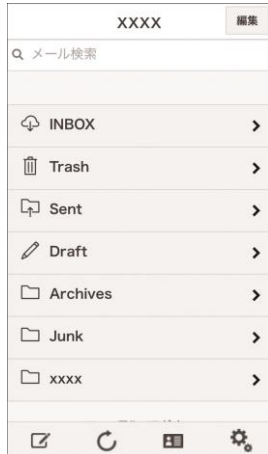 xxxx
編集
メール検索
INBOX
Trash
Sent
Draft
Archives
Junk
xxxx